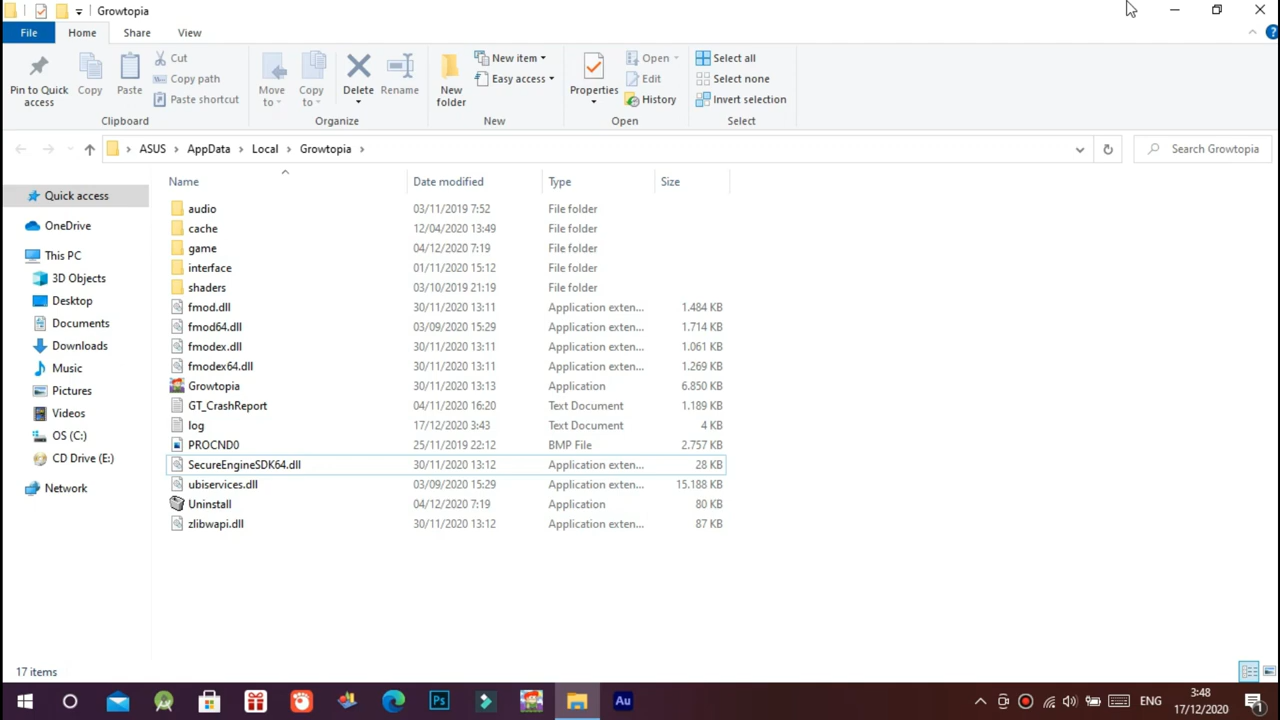 Growtopia
File Home Share View
Pin to Quick access
Copy
Paste
Cut
Copy path
Paste shortcut
Clipboard
Move to
Copy to
Delete
Rename
Organize
New folder
New item
Easy access
New
Properties
Open
Edit
History
Open
Select all
Select none
Invert selection
Select
ASUS > AppData > Local > Growtopia >
Search Growtopia
Quick access
OneDrive
This PC
3D Objects
Desktop
Documents
Downloads
Music
Pictures
Videos
OS (C:)
CD Drive (E:)
Network
Name Date modified Type Size
audio 03/11/2019 7:52 File folder
cache 12/04/2020 13:49 File folder
game 04/12/2020 7:19 File folder
interface 01/11/2020 15:12 File folder
shaders 03/10/2019 21:19 File folder
fmod.dll 30/11/2020 13:11 Application exten... 1.484 KB
fmod64.dll 03/09/2020 15:29 Application exten... 1.714 KB
fmodex.dll 30/11/2020 13:11 Application exten... 1.061 KB
fmodex64.dll 30/11/2020 13:11 Application exten... 1.269 KB
Growtopia 30/11/2020 13:13 Application 6.850 KB
GT_CrashReport 04/11/2020 16:20 Text Document 1.189 KB
log 17/12/2020 3:43 Text Document 4 KB
PROCND0 25/11/2019 22:12 BMP File 2.757 KB
SecureEngineSDK64.dll 30/11/2020 13:12 Application exten... 28 KB
ubiservices.dll 03/09/2020 15:29 Application exten... 15.188 KB
Uninstall 04/12/2020 7:19 Application 80 KB
zlibwapi.dll 30/11/2020 13:12 Application exten... 87 KB
17 items
Ps
Au
ENG
3:48
17/12/2020
1